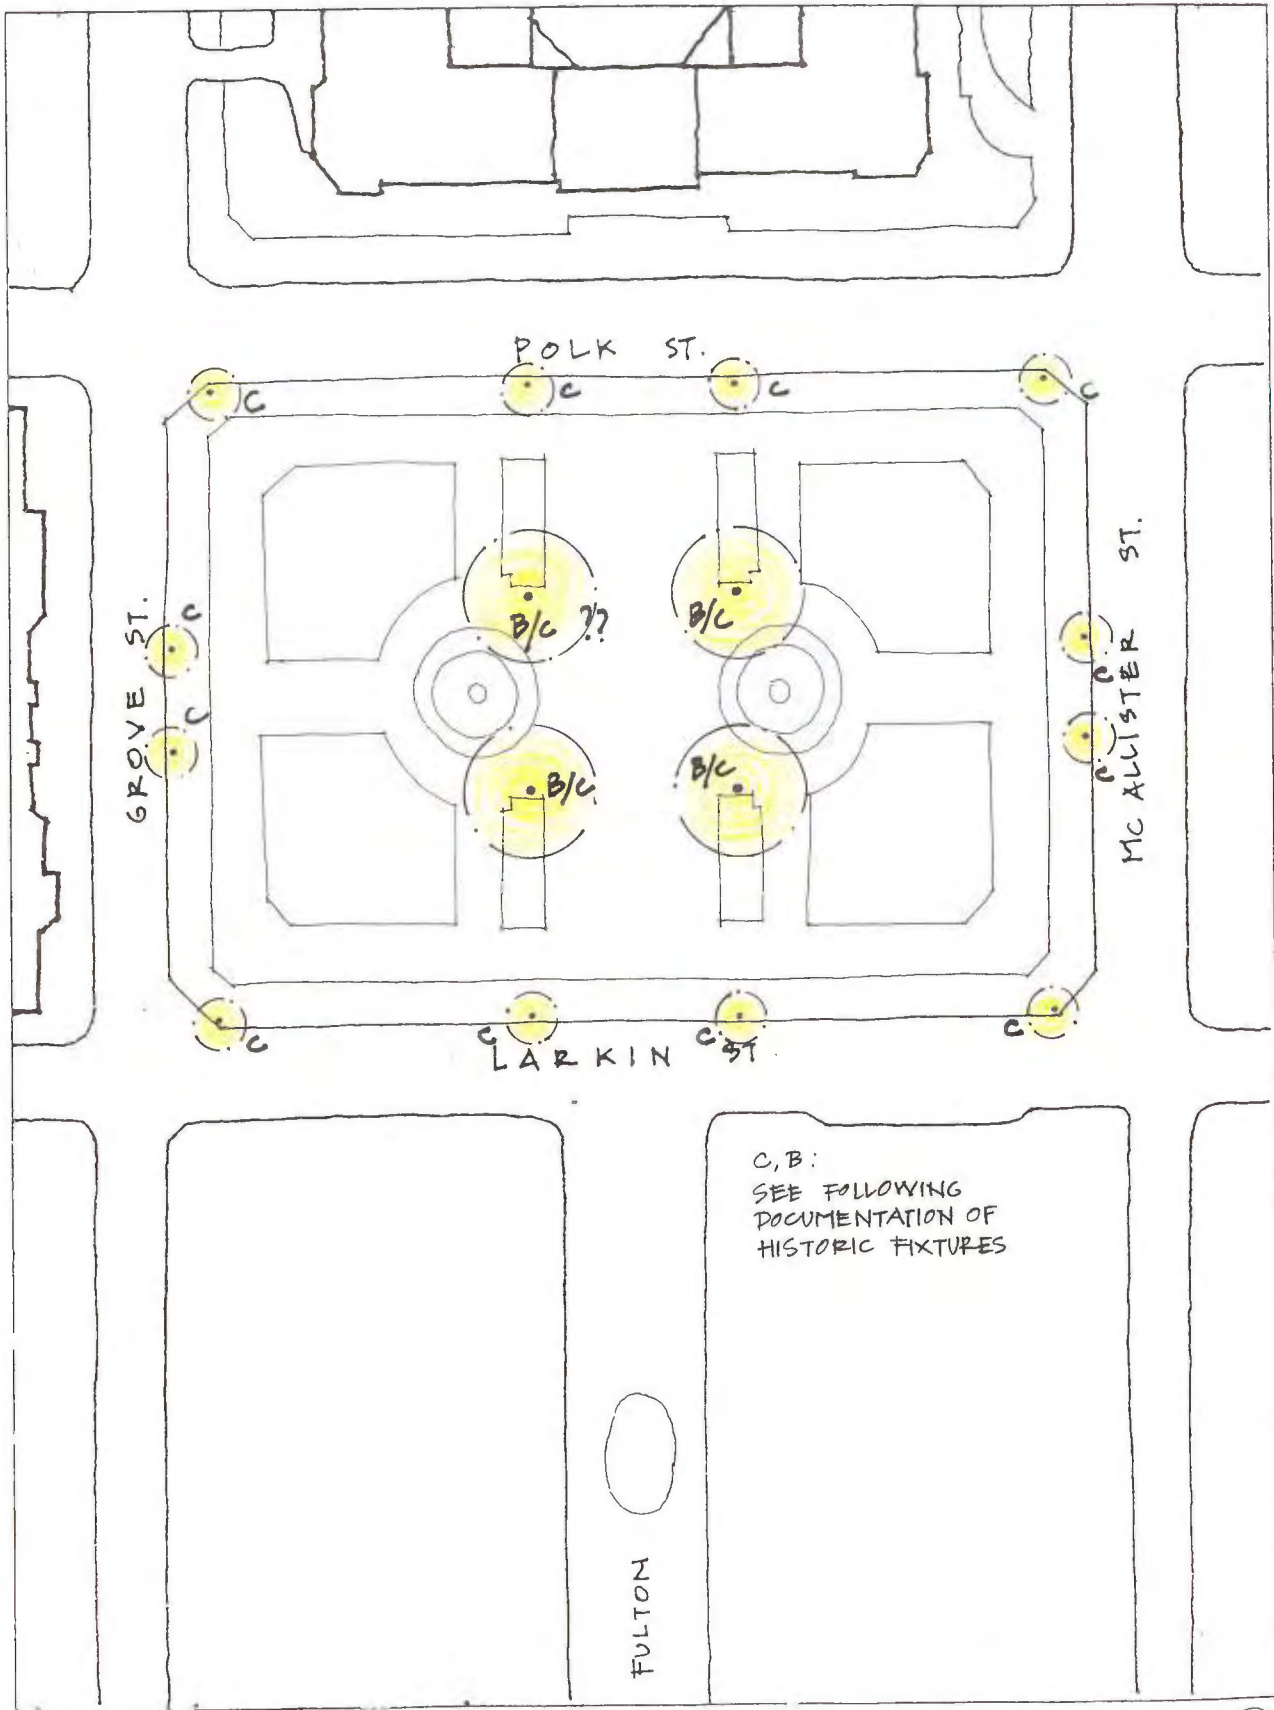 POLK ST.
C
C
C
C
GROVE ST.
C
C
B/C ??
B/C
B/C
B/C
MC ALLISTER ST.
C
C
C
C
C
C
LARKIN ST
C, B:
SEE FOLLOWING
DOCUMENTATION OF
HISTORIC FIXTURES
FULTON